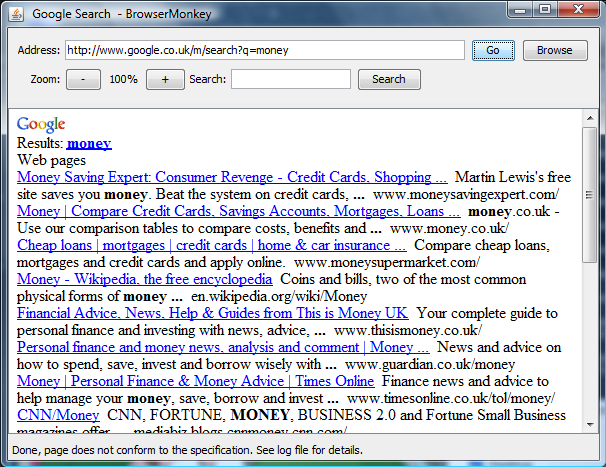 Google Search - BrowserMonkey
Address: http://www.google.co.uk/m/search?q=money Go Browse
Zoom: - 100% + Search: Search
Google
Results: money
Web pages
Money Saving Expert: Consumer Revenge - Credit Cards, Shopping ... Martin Lewis's free
site saves you money. Beat the system on credit cards, ... www.moneysavingexpert.com/
Money | Compare Credit Cards, Savings Accounts, Mortgages, Loans ... money.co.uk -
Use our comparison tables to compare costs, benefits and ... www.money.co.uk/
Cheap loans | mortgages | credit cards | home & car insurance ... Compare cheap loans,
mortgages and credit cards and apply online. www.moneysupermarket.com/
Money - Wikipedia, the free encyclopedia Coins and bills, two of the most common
physical forms of money ... en.wikipedia.org/wiki/Money
Financial Advice, News, Help & Guides from This is Money UK Your complete guide to
personal finance and investing with news, advice, ... www.thisismoney.co.uk/
Personal finance and money news, analysis and comment | Money ... News and advice on
how to spend, save, invest and borrow wisely with ... www.guardian.co.uk/money
Money | Personal Finance & Money Advice | Times Online Finance news and advice to
help manage your money, save, borrow and invest ... www.timesonline.co.uk/tol/money/
CNN/Money CNN, FORTUNE, MONEY, BUSINESS 2.0 and Fortune Small Business
magazines offer ... mediabiz.blogs.cnnmoney.cnn.com/
Done, page does not conform to the specification. See log file for details.